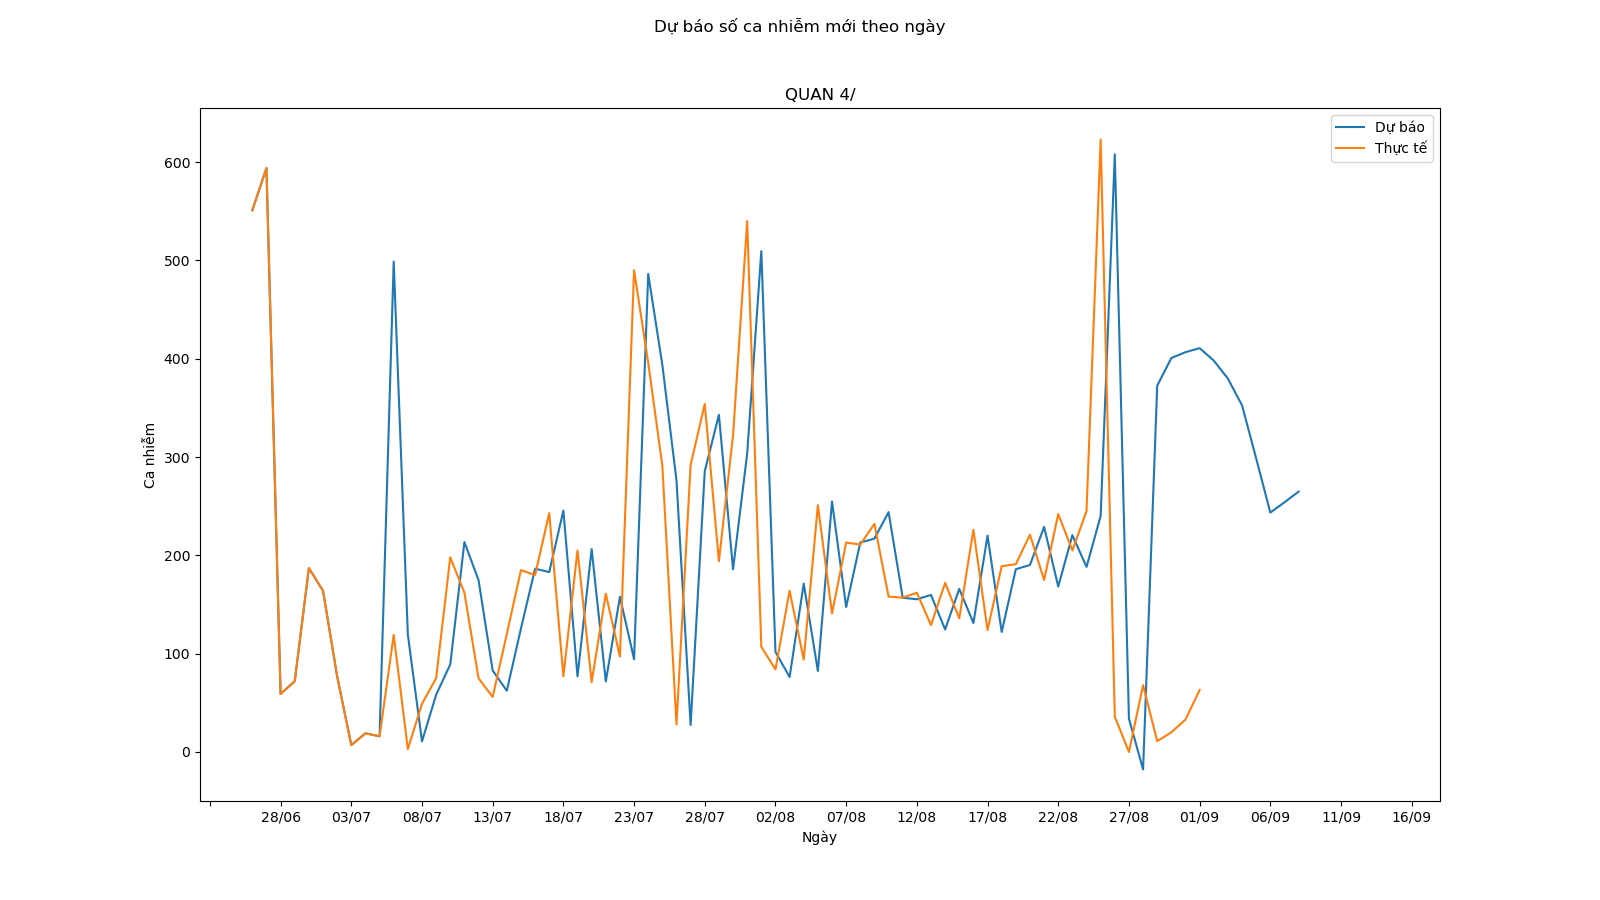 Dự báo số ca nhiễm mới theo ngày
QUAN 4/
Dự báo
Thực tế
600
500
400
300
200
100
0
Ca nhiễm
28/06 03/07 08/07 13/07 18/07 23/07 28/07 02/08 07/08 12/08 17/08 22/08 27/08 01/09 06/09 11/09 16/09
Ngày